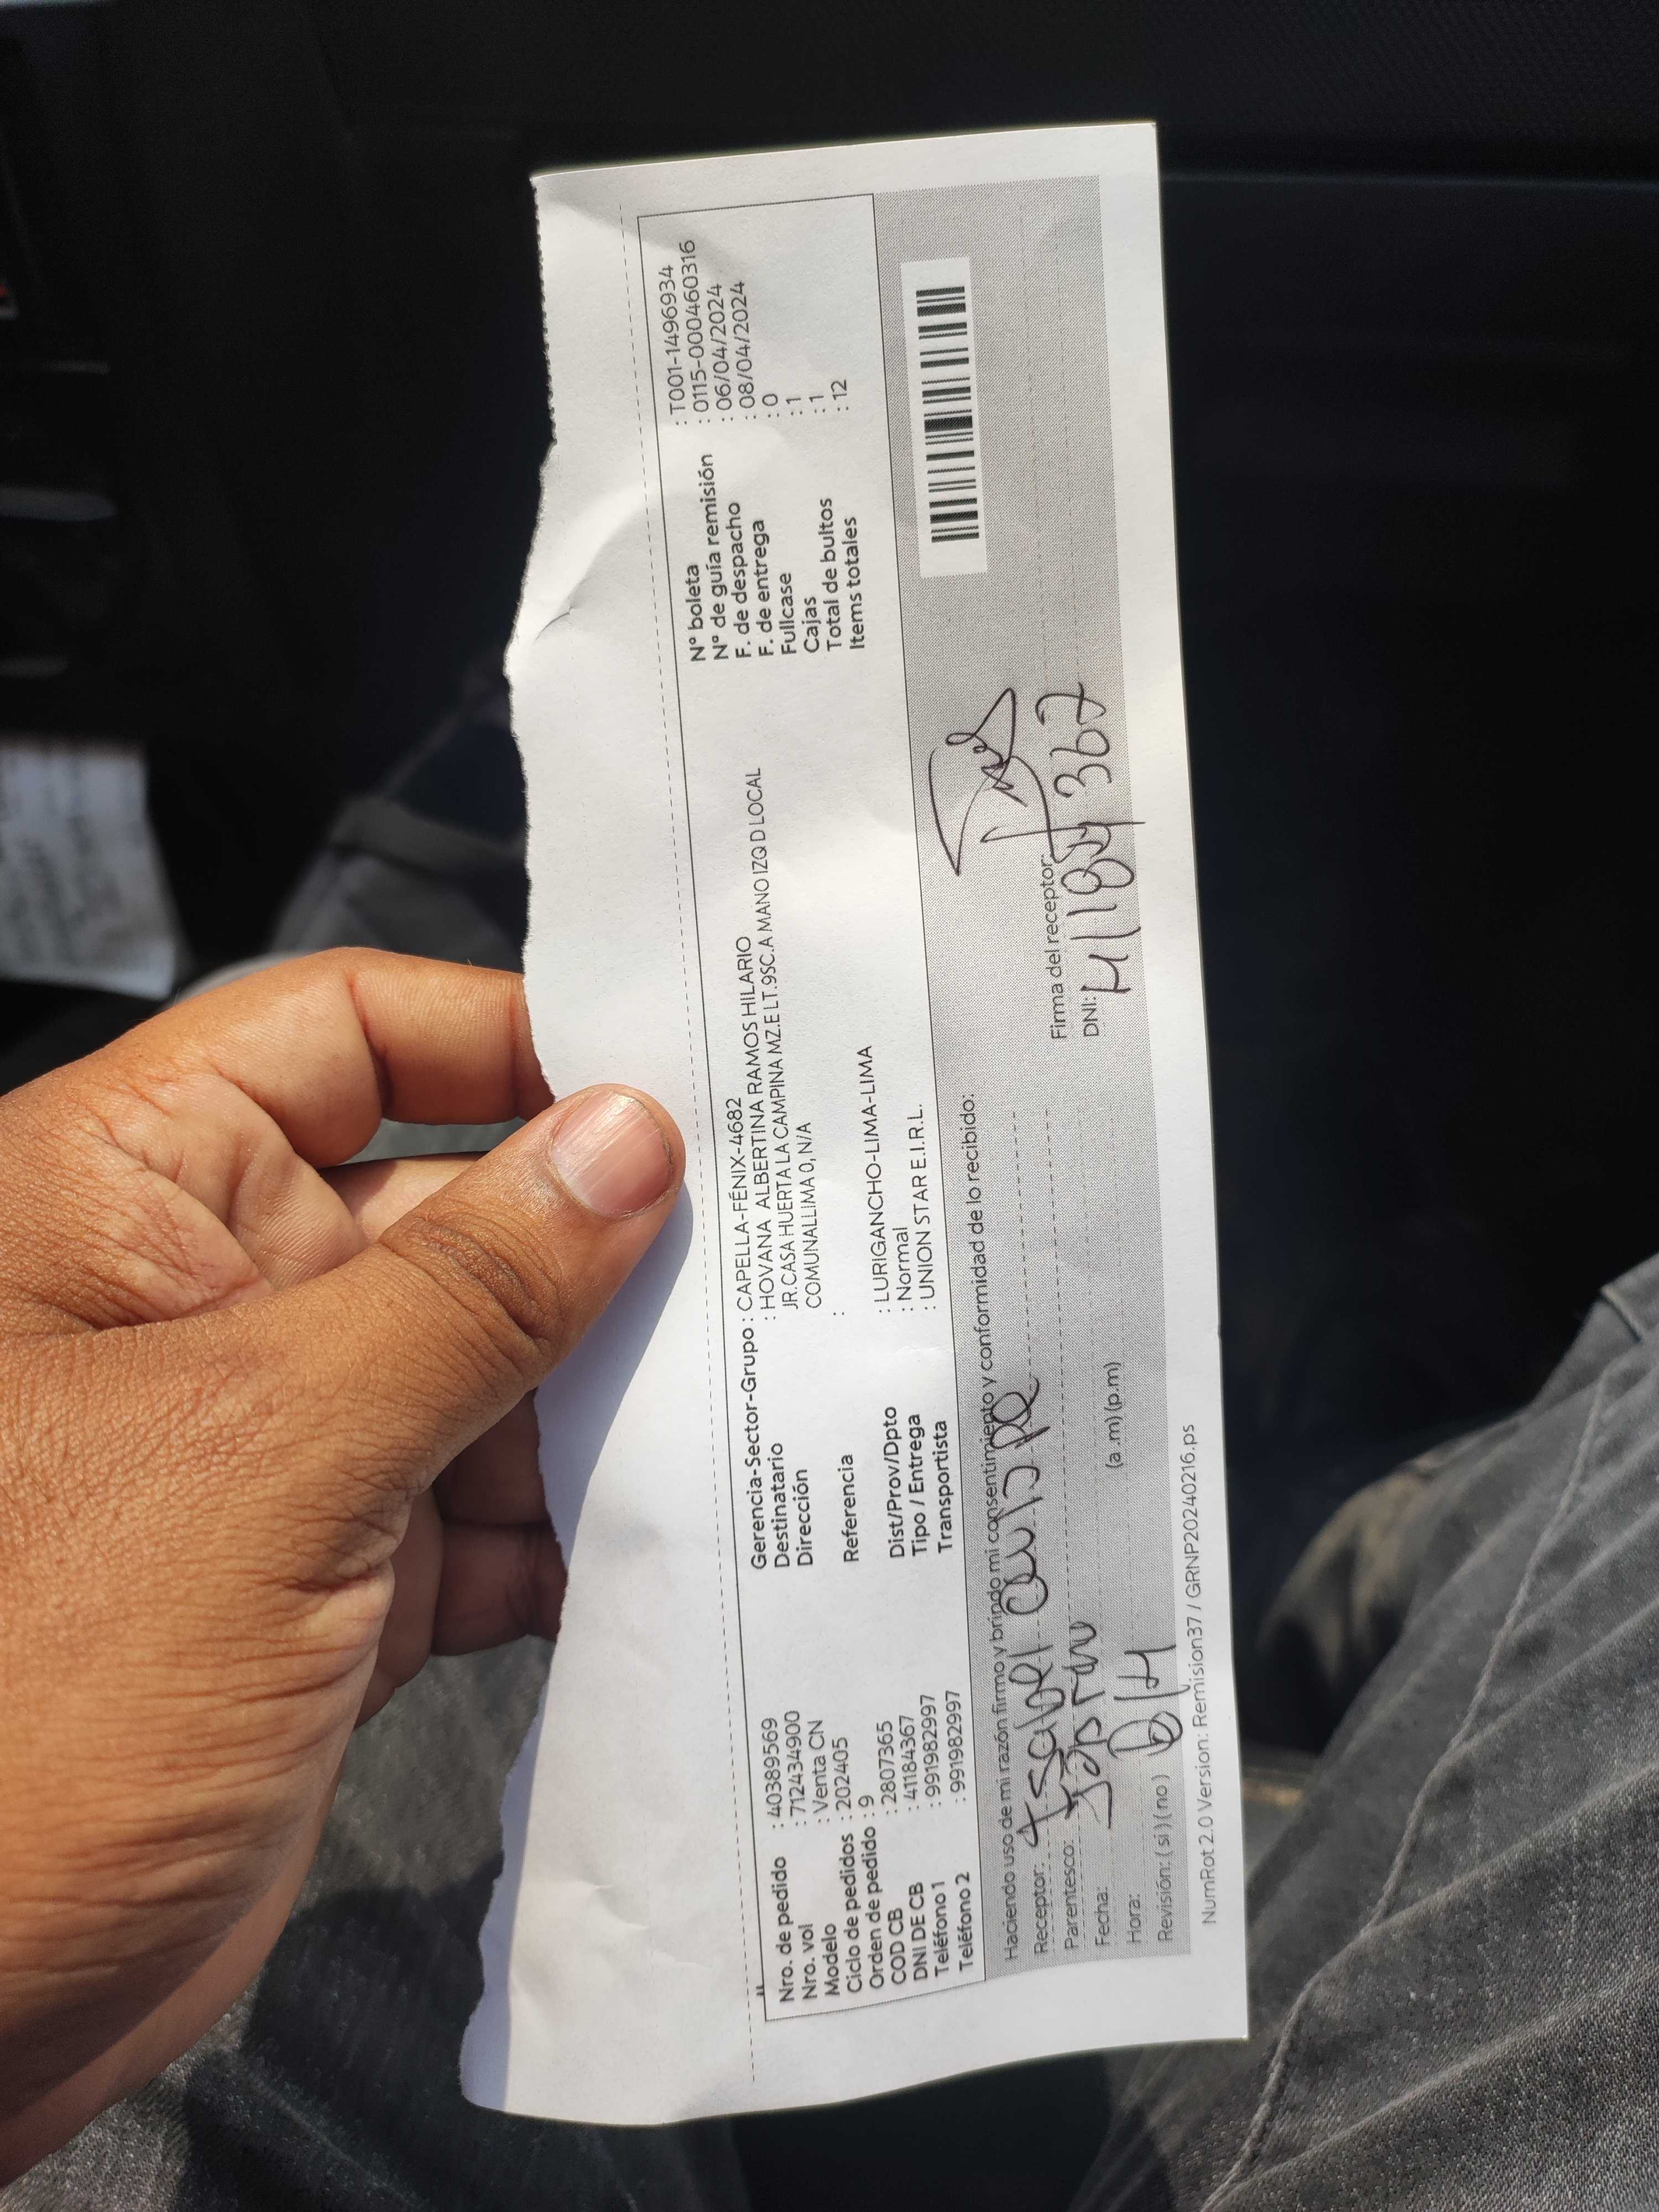 Nro. de pedido : 40389569
Nro. vol : 712434900
Modelo : Venta CN
Ciclo de pedidos : 202405
Orden de pedido : 9
COD CB : 2807365
DNI DE CB : 41184367
Teléfono 1 : 991982997
Teléfono 2 : 991982997
Gerencia-Sector-Grupo : CAPELLA-FÉNIX-4682
Destinatario : HOVANA ALBERTINA RAMOS HILARIO
Dirección JR.CASA HUERTA LA CAMPINA MZ.E LT.9SC.A MANO IZQ D LOCAL
COMUNALLIMA 0, N/A
Referencia :
Dist/Prov/Dpto : LURIGANCHO-LIMA-LIMA
Tipo / Entrega : Normal
Transportista : UNION STAR E.I.R.L.
N° boleta : T001-1496934
N° de guía remisión : 0115-000460316
F. de despacho : 06/04/2024
F. de entrega : 08/04/2024
Fullcase : 0
Cajas : 1
Total de bultos : 1
Items totales : 12
Haciendo uso de mi razón firmo y brindo mi consentimiento y conformidad de lo recibido:
Receptor: Isabel
Parentesco:
Fecha:
Hora: (a .m) (p.m)
Revisión: ( si ) ( no )
Firma del receptor:
DNI: 41184367
NumRot 2.0 Version: Remision37 / GRNP20240216.ps